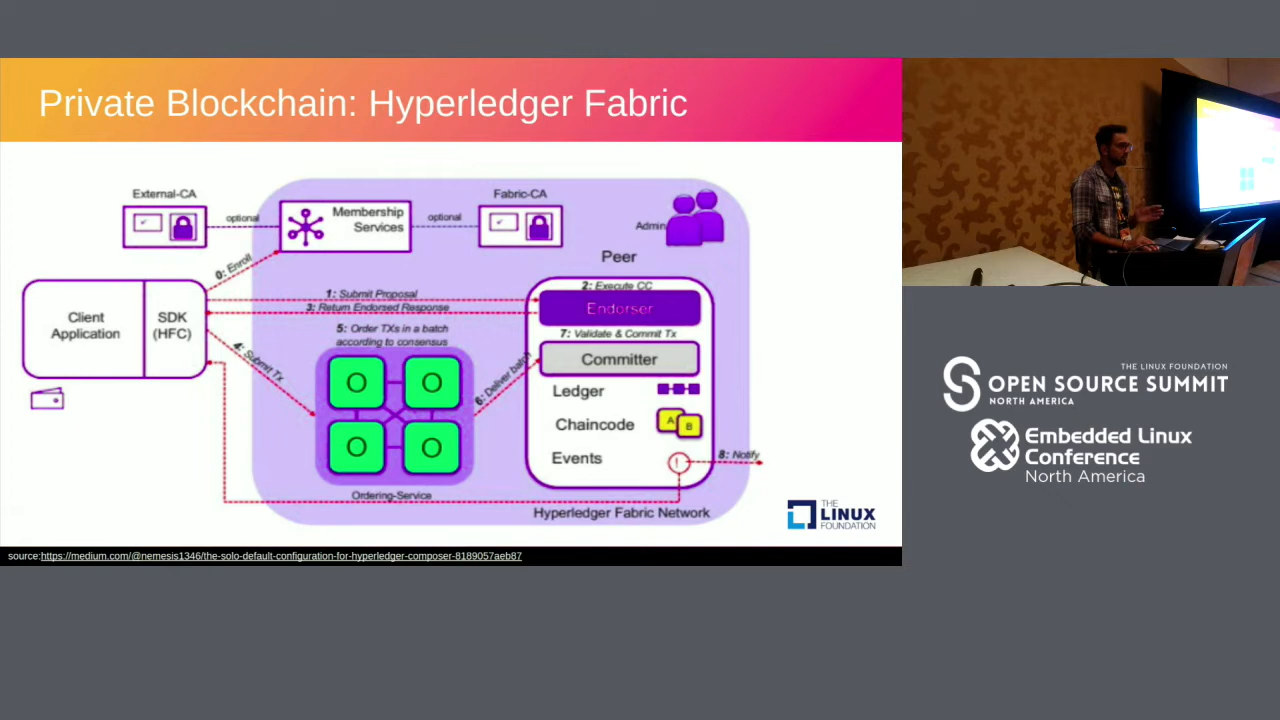 Private Blockchain: Hyperledger Fabric
External-CA
optional
Membership
Services
optional
Fabric-CA
Admin
Peer
0: Enroll
Client
Application
SDK
(HFC)
1: Submit Proposal
3: Return Endorsed Response
2: Execute CC
Endorser
7: Validate & Commit Tx
Committer
Ledger
Chaincode
A
B
Events
!
8: Notify
4: Submit Tx
5: Order TXs in a batch
according to consensus
O
O
O
O
6: Deliver batch
Ordering-Service
Hyperledger Fabric Network
THE
LINUX
FOUNDATION
source:https://medium.com/@nemesis1346/the-solo-default-configuration-for-hyperledger-composer-8189057aeb87
THE LINUX FOUNDATION
OPEN SOURCE SUMMIT
NORTH AMERICA
Embedded Linux
Conference
North America